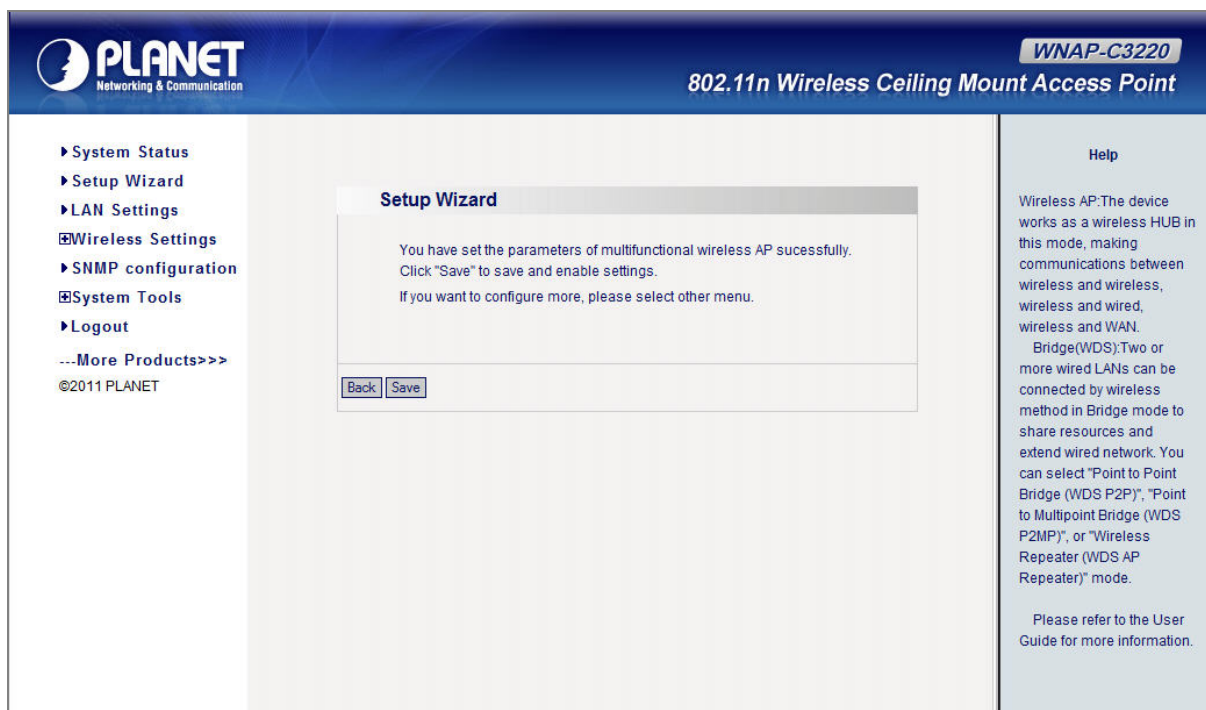 PLANET
Networking & Communication
WNAP-C3220
802.11n Wireless Ceiling Mount Access Point
System Status
Setup Wizard
LAN Settings
Wireless Settings
SNMP configuration
System Tools
Logout
---More Products>>>
©2011 PLANET
Setup Wizard
You have set the parameters of multifunctional wireless AP sucessfully.
Click "Save" to save and enable settings.
If you want to configure more, please select other menu.
Back Save
Help
Wireless AP:The device
works as a wireless HUB in
this mode, making
communications between
wireless and wireless,
wireless and wired,
wireless and WAN.
Bridge(WDS):Two or
more wired LANs can be
connected by wireless
method in Bridge mode to
share resources and
extend wired network. You
can select "Point to Point
Bridge (WDS P2P)", "Point
to Multipoint Bridge (WDS
P2MP)", or "Wireless
Repeater (WDS AP
Repeater)" mode.
Please refer to the User
Guide for more information.